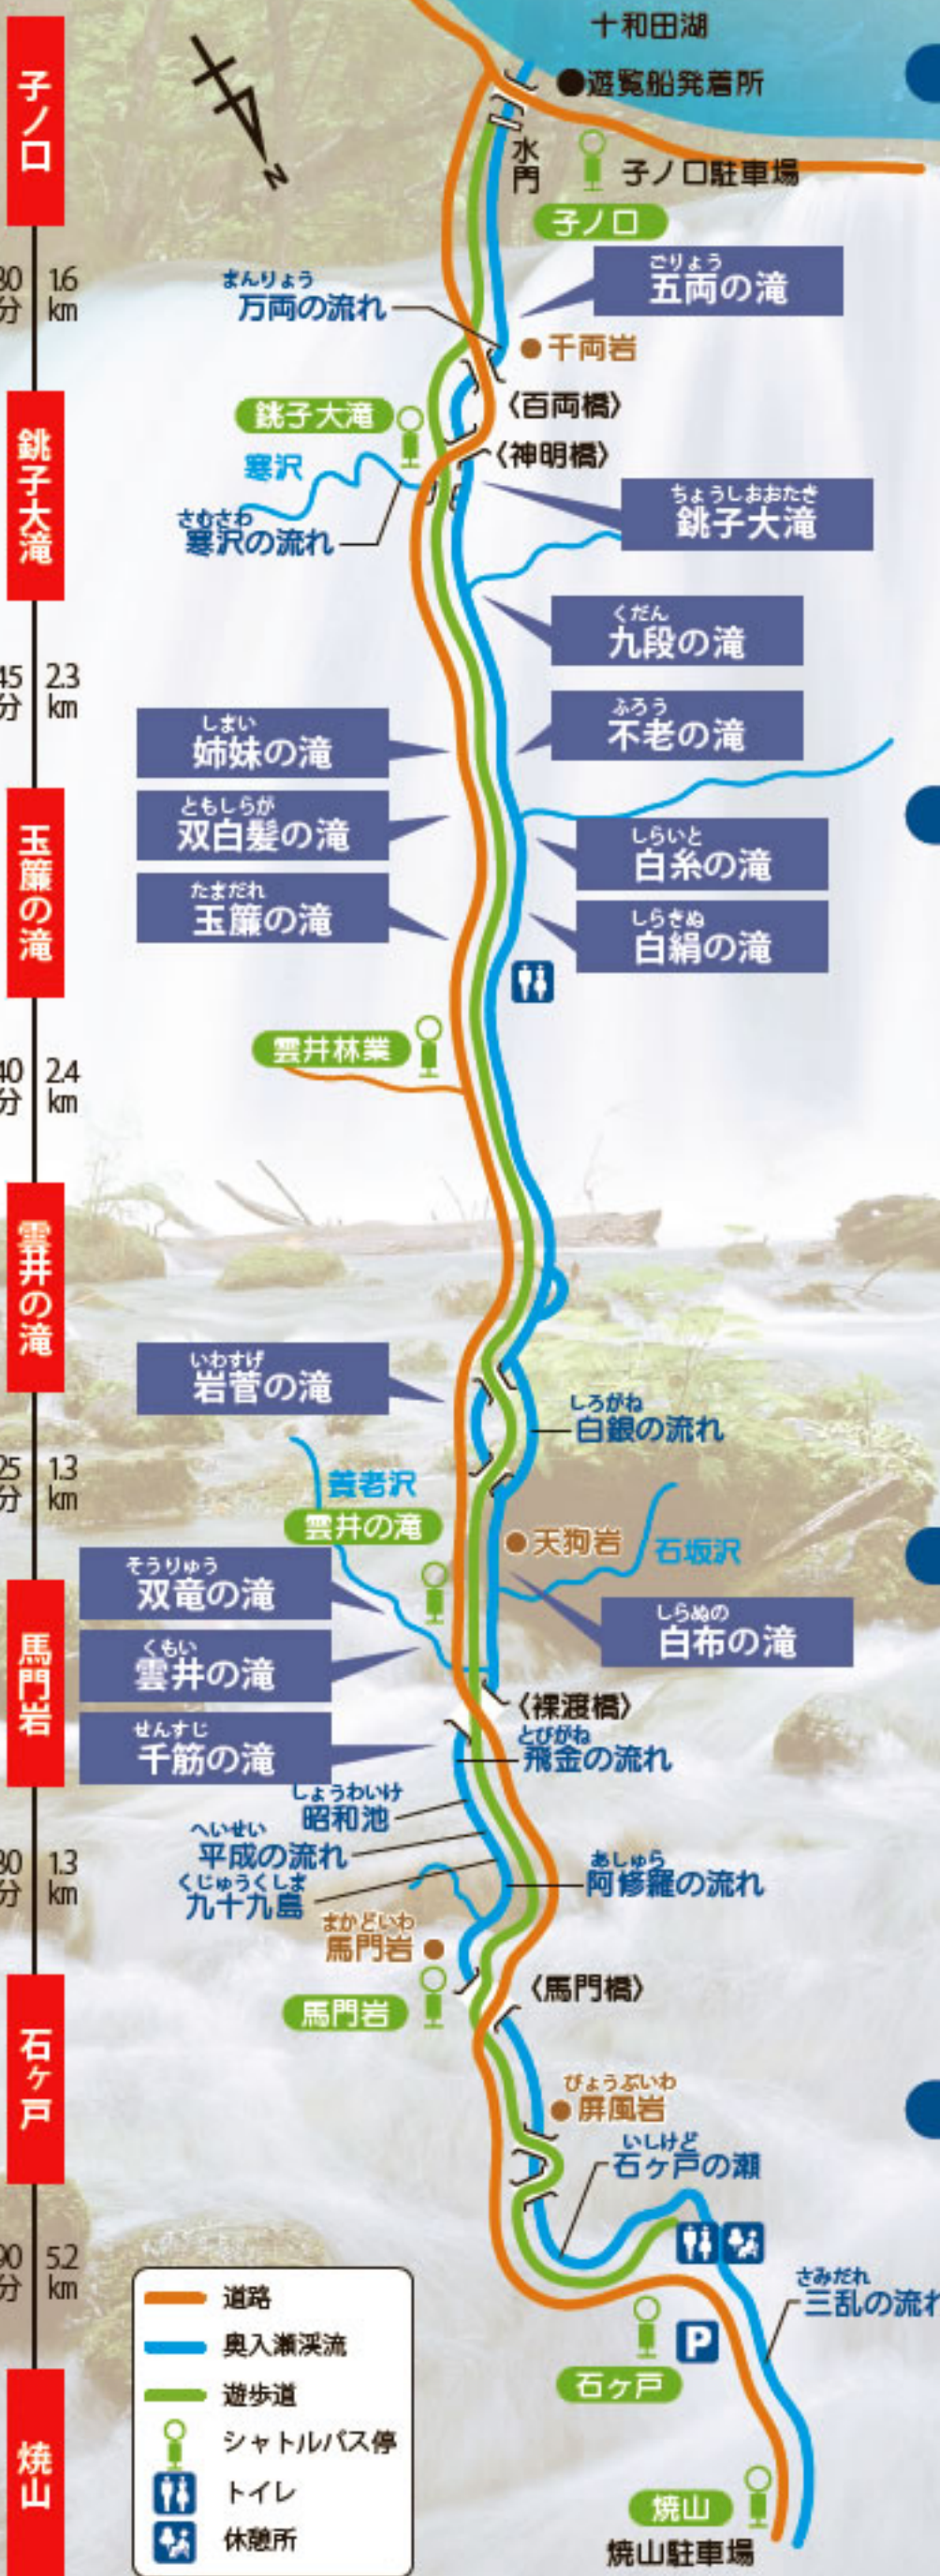 十和田湖
●遊覧船発着所
水門
子ノ口駐車場
子ノ口
N
子ノ口
30分
1.6km
ごりょう
五両の滝
まんりょう
万両の流れ
千両岩
〈百両橋〉
銚子大滝
〈神明橋〉
銚子大滝
寒沢
さむさわ
寒沢の流れ
ちょうしおおたき
銚子大滝
くだん
九段の滝
45分
2.3km
ふろう
不老の滝
しまい
姉妹の滝
ともしらが
双白髪の滝
たまだれ
玉簾の滝
しらいと
白糸の滝
しらきぬ
白絹の滝
玉簾の滝
雲井林業
40分
2.4km
雲井の滝
いわすげ
岩菅の滝
しろがね
白銀の流れ
25分
1.3km
養老沢
雲井の滝
天狗岩
石坂沢
そうりゅう
双竜の滝
くもい
雲井の滝
せんすじ
千筋の滝
しらぬの
白布の滝
馬門岩
〈裸渡橋〉
とびがね
飛金の流れ
しょうわいけ
昭和池
へいせい
平成の流れ
くじゅうくしま
九十九島
あしゅら
阿修羅の流れ
30分
1.3km
まかどいわ
馬門岩
馬門岩
〈馬門橋〉
石ヶ戸
びょうぶいわ
屏風岩
いしけど
石ヶ戸の瀬
さみだれ
三乱の流れ
90分
5.2km
P
石ヶ戸
焼山
焼山
焼山駐車場
道路
奥入瀬渓流
遊歩道
シャトルバス停
トイレ
休憩所